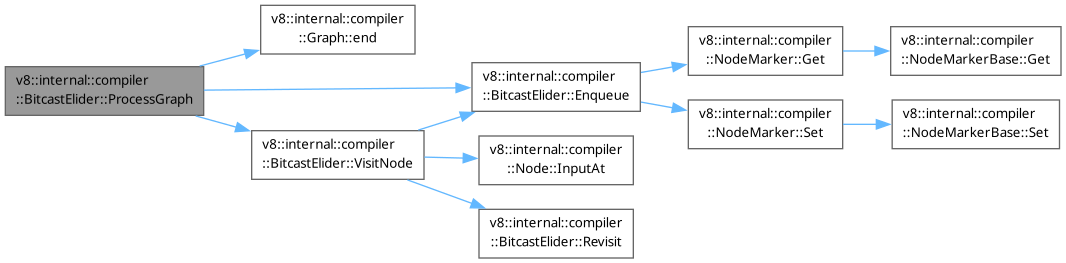 v8::internal::compiler
::BitcastElider::ProcessGraph
v8::internal::compiler
::Graph::end
v8::internal::compiler
::BitcastElider::VisitNode
v8::internal::compiler
::BitcastElider::Enqueue
v8::internal::compiler
::Node::InputAt
v8::internal::compiler
::BitcastElider::Revisit
v8::internal::compiler
::NodeMarker::Get
v8::internal::compiler
::NodeMarker::Set
v8::internal::compiler
::NodeMarkerBase::Get
v8::internal::compiler
::NodeMarkerBase::Set